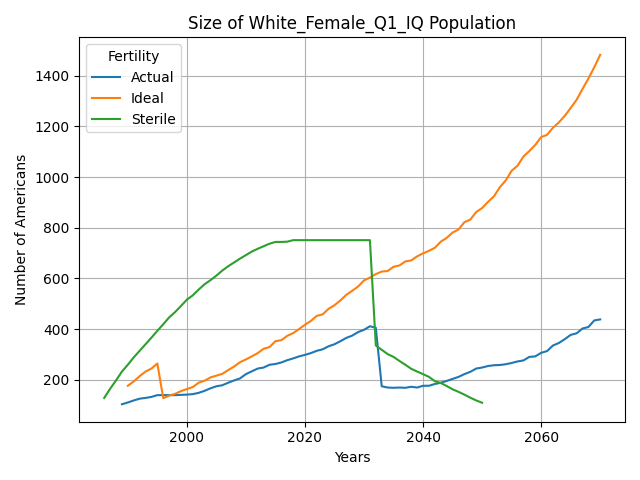 Size of White_Female_Q1_IQ Population
Fertility
Actual
Ideal
Sterile
Number of Americans
1400
1200
1000
800
600
400
200
2000
2020
2040
2060
Years